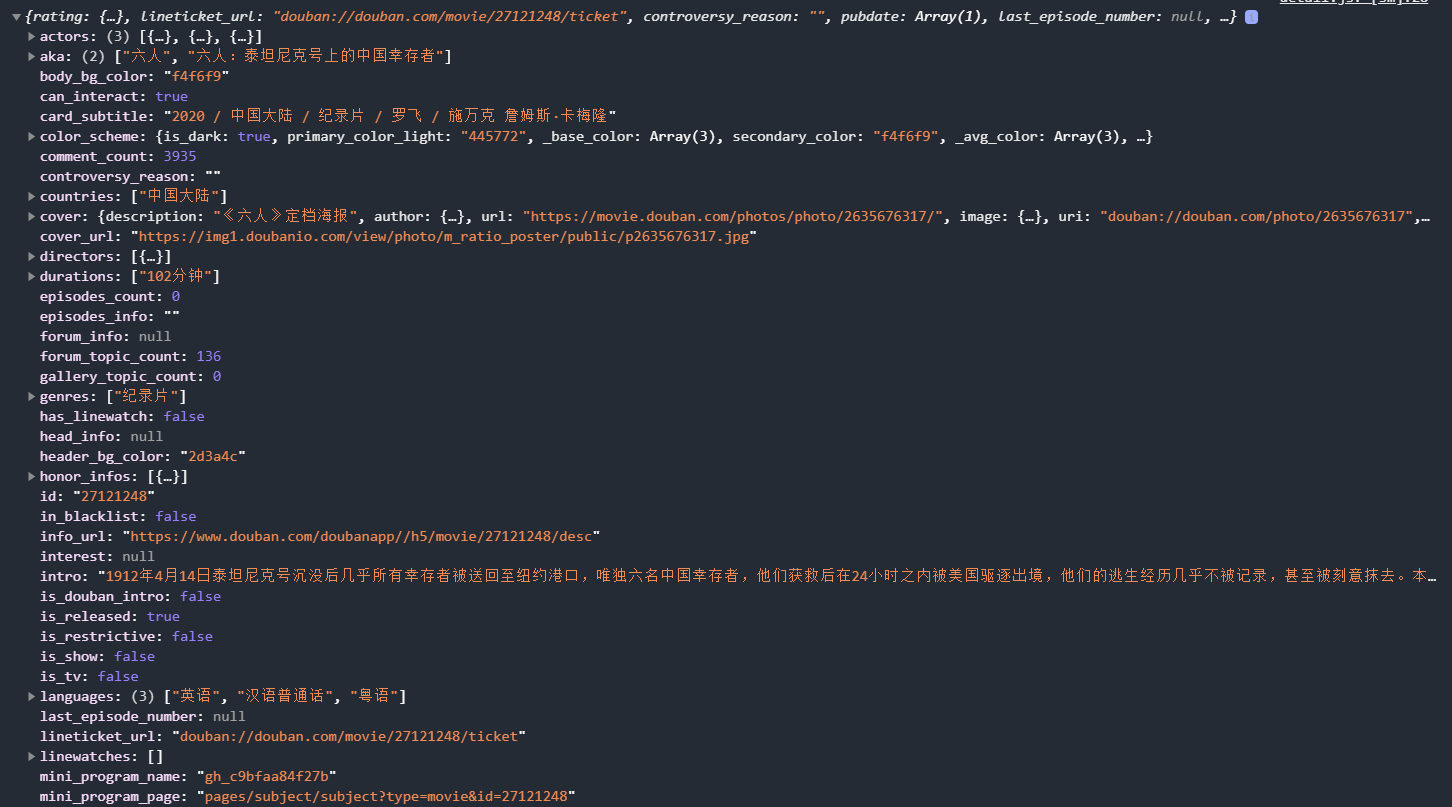 {rating: {…}, lineticket_url: "douban://douban.com/movie/27121248/ticket", controversy_reason: "", pubdate: Array(1), last_episode_number: null, …}
actors: (3) [{…}, {…}, {…}]
aka: (2) ["六人", "六人：泰坦尼克号上的中国幸存者"]
body_bg_color: "f4f6f9"
can_interact: true
card_subtitle: "2020 / 中国大陆 / 纪录片 / 罗飞 / 施万克 詹姆斯·卡梅隆"
color_scheme: {is_dark: true, primary_color_light: "445772", _base_color: Array(3), secondary_color: "f4f6f9", _avg_color: Array(3), …}
comment_count: 3935
controversy_reason: ""
countries: ["中国大陆"]
cover: {description: "《六人》定档海报", author: {…}, url: "https://movie.douban.com/photos/photo/2635676317/", image: {…}, uri: "douban://douban.com/photo/2635676317",…
cover_url: "https://img1.doubanio.com/view/photo/m_ratio_poster/public/p2635676317.jpg"
directors: [{…}]
durations: ["102分钟"]
episodes_count: 0
episodes_info: ""
forum_info: null
forum_topic_count: 136
gallery_topic_count: 0
genres: ["纪录片"]
has_linewatch: false
head_info: null
header_bg_color: "2d3a4c"
honor_infos: [{…}]
id: "27121248"
in_blacklist: false
info_url: "https://www.douban.com/doubanapp//h5/movie/27121248/desc"
interest: null
intro: "1912年4月14日泰坦尼克号沉没后几乎所有幸存者被送回至纽约港口，唯独六名中国幸存者，他们获救后在24小时之内被美国驱逐出境，他们的逃生经历几乎不被记录，甚至被刻意抹去。本…
is_douban_intro: false
is_released: true
is_restrictive: false
is_show: false
is_tv: false
languages: (3) ["英语", "汉语普通话", "粤语"]
last_episode_number: null
lineticket_url: "douban://douban.com/movie/27121248/ticket"
linewatches: []
mini_program_name: "gh_c9bfaa84f27b"
mini_program_page: "pages/subject/subject?type=movie&id=27121248"